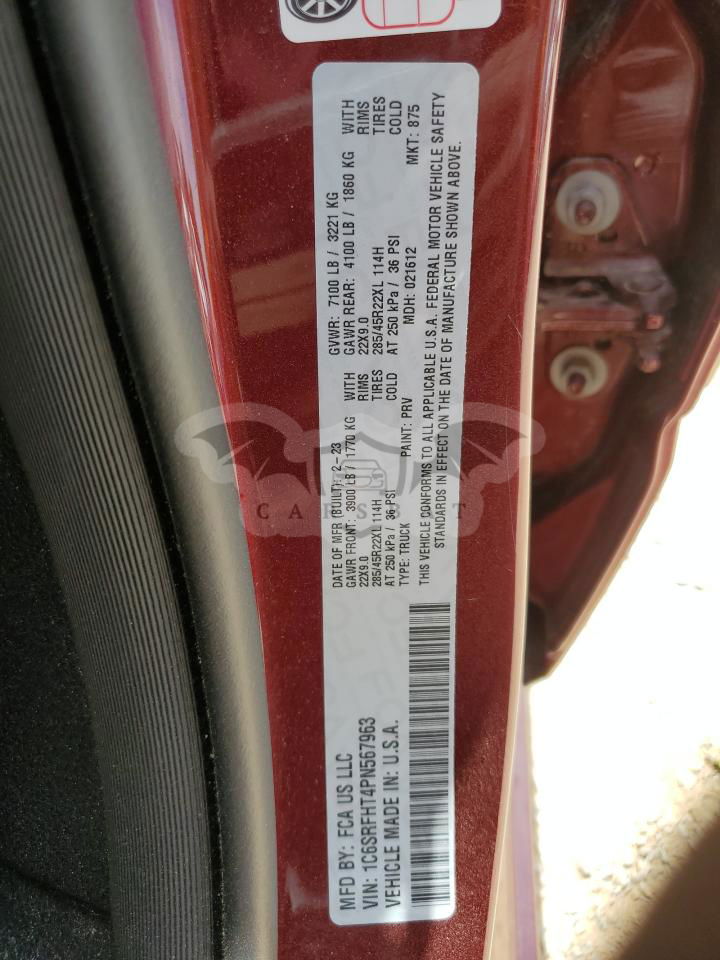 MFD BY: FCA US LLC
VIN: 1C6SRFHT4PN567963
VEHICLE MADE IN: U.S.A.
DATE OF MFR (BUILT): 2-23 GVWR: 7100 LB / 3221 KG
GAWR FRONT: 3900 LB / 1770 KG WITH GAWR REAR: 4100 LB / 1860 KG WITH
22X9.0 RIMS 22X9.0 RIMS
285/45R22XL 114H TIRES 285/45R22XL 114H TIRES
AT 250 kPa / 36 PSI COLD AT 250 kPa / 36 PSI COLD
TYPE: TRUCK PAINT: PRV MDH: 021612 MKT: 875
THIS VEHICLE CONFORMS TO ALL APPLICABLE U.S.A. FEDERAL MOTOR VEHICLE SAFETY
STANDARDS IN EFFECT ON THE DATE OF MANUFACTURE SHOWN ABOVE.